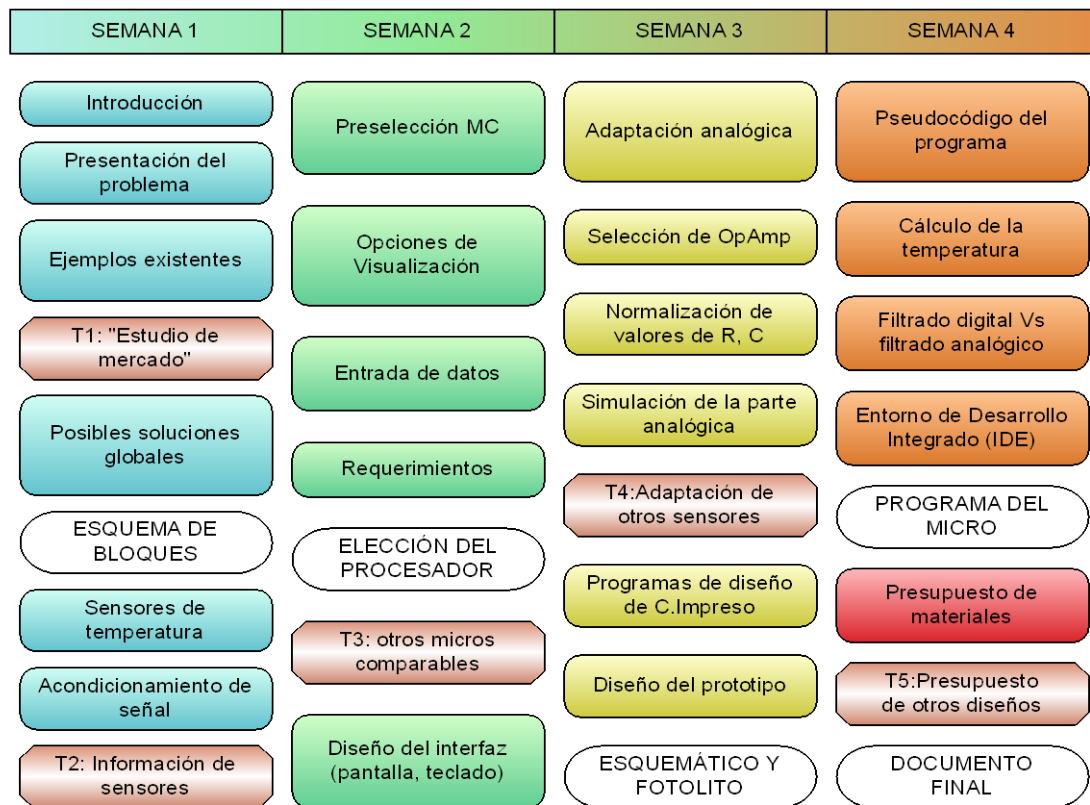 SEMANA 1
SEMANA 2
SEMANA 3
SEMANA 4
Introducción
Presentación del
problema
Ejemplos existentes
T1: "Estudio de
mercado"
Posibles soluciones
globales
ESQUEMA DE
BLOQUES
Sensores de
temperatura
Acondicionamiento de
señal
T2: Información de
sensores
Preselección MC
Opciones de
Visualización
Entrada de datos
Requerimientos
ELECCIÓN DEL
PROCESADOR
T3: otros micros
comparables
Diseño del interfaz
(pantalla, teclado)
Adaptación analógica
Selección de OpAmp
Normalización de
valores de R, C
Simulación de la parte
analógica
T4:Adaptación de
otros sensores
Programas de diseño
de C.Impreso
Diseño del prototipo
ESQUEMÁTICO Y
FOTOLITO
Pseudocódigo del
programa
Cálculo de la
temperatura
Filtrado digital Vs
filtrado analógico
Entorno de Desarrollo
Integrado (IDE)
PROGRAMA DEL
MICRO
Presupuesto de
materiales
T5:Presupuesto
de otros diseños
DOCUMENTO
FINAL